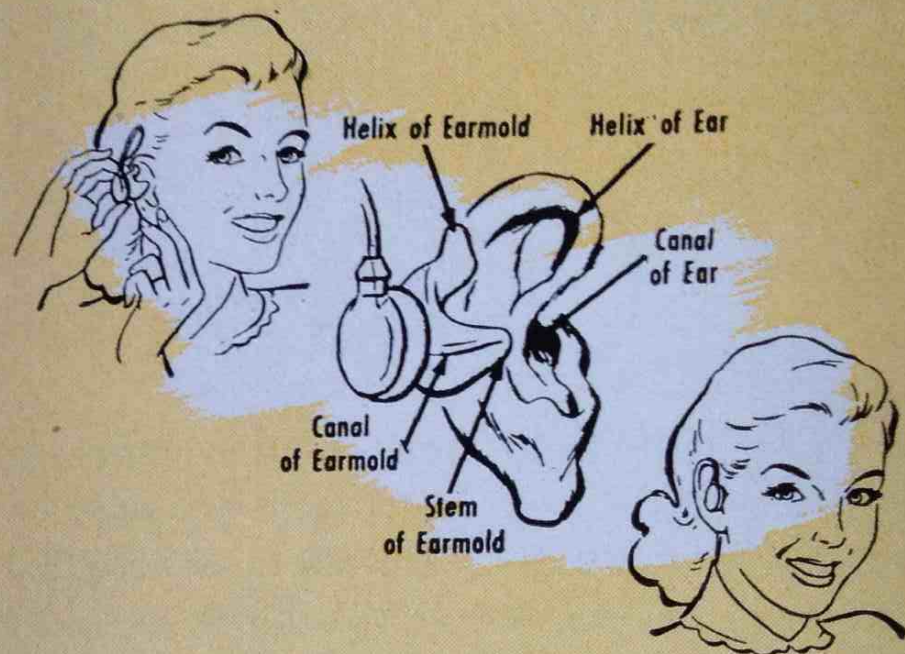 Helix of Earmold
Helix of Ear
Canal
of Ear
Canal
of Earmold
Stem
of Earmold